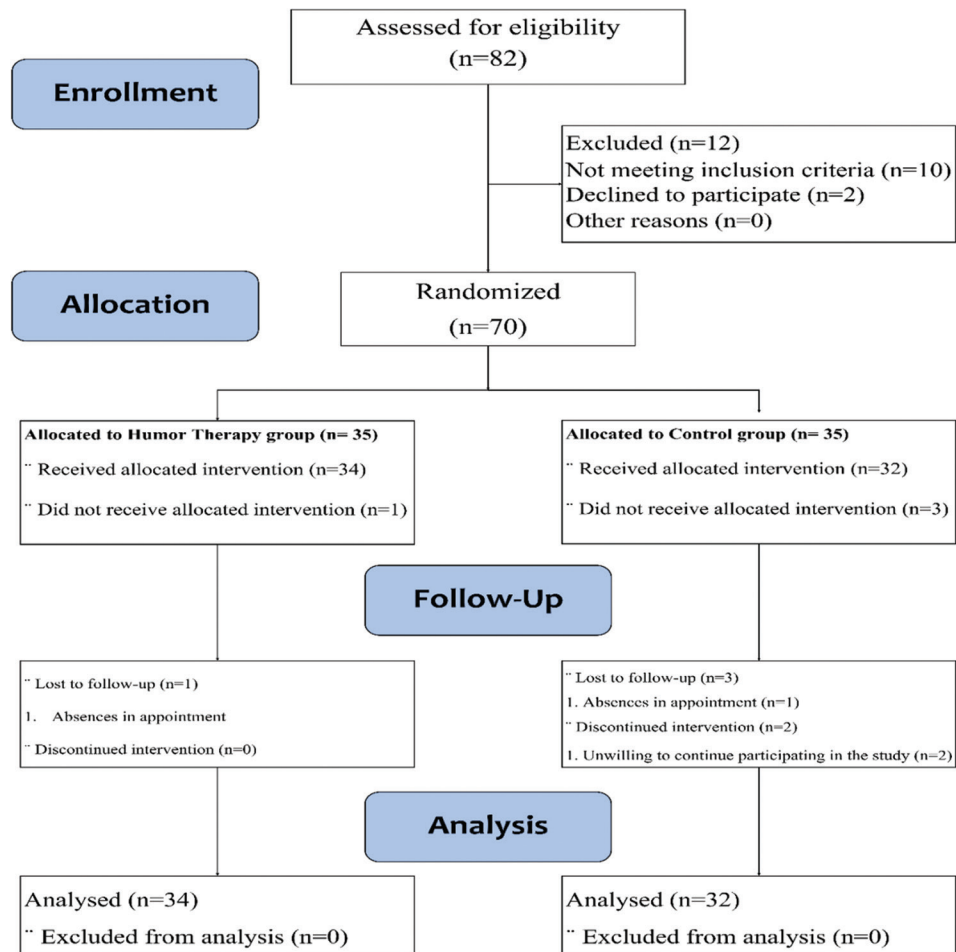 Assessed for eligibility
(n=82)
Enrollment
Excluded (n=12)
Not meeting inclusion criteria (n=10)
Declined to participate (n=2)
Other reasons (n=0)
Allocation
Randomized
(n=70)
Allocated to Humor Therapy group (n= 35)
¨ Received allocated intervention (n=34)
¨ Did not receive allocated intervention (n=1)
Allocated to Control group (n= 35)
¨ Received allocated intervention (n=32)
¨ Did not receive allocated intervention (n=3)
Follow-Up
¨ Lost to follow-up (n=1)
1. Absences in appointment
¨ Discontinued intervention (n=0)
¨ Lost to follow-up (n=3)
1. Absences in appointment (n=1)
¨ Discontinued intervention (n=2)
1. Unwilling to continue participating in the study (n=2)
Analysis
Analysed (n=34)
¨ Excluded from analysis (n=0)
Analysed (n=32)
¨ Excluded from analysis (n=0)